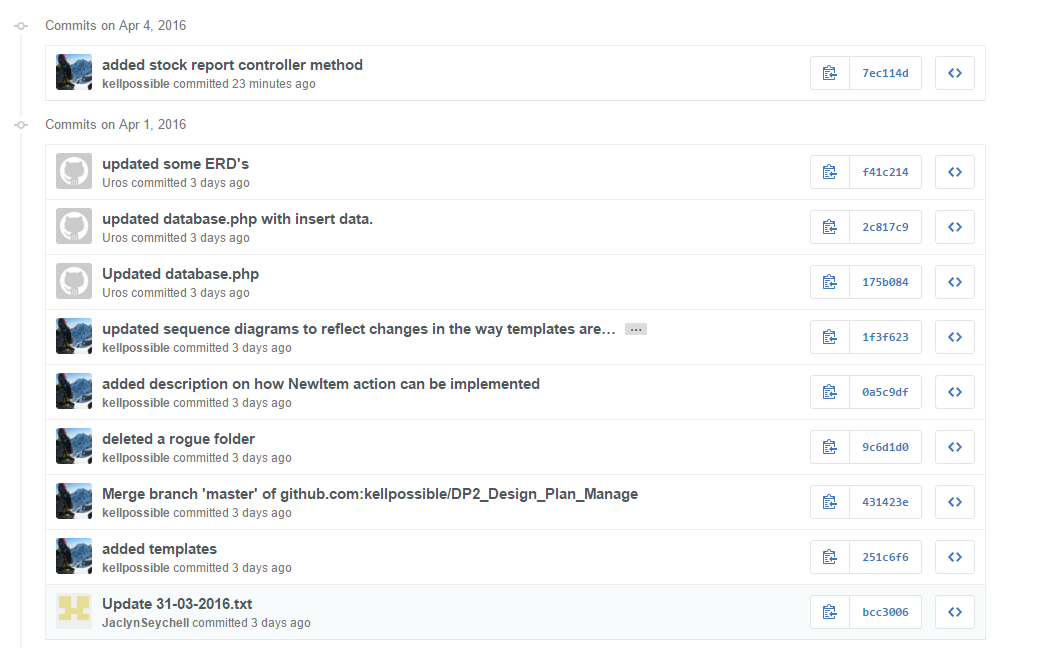 Commits on Apr 4, 2016
added stock report controller method
kellpossible committed 23 minutes ago
7ec114d
Commits on Apr 1, 2016
updated some ERD's
Uros committed 3 days ago
f41c214
updated database.php with insert data.
Uros committed 3 days ago
2c817c9
Updated database.php
Uros committed 3 days ago
175b084
updated sequence diagrams to reflect changes in the way templates are… …
kellpossible committed 3 days ago
1f3f623
added description on how NewItem action can be implemented
kellpossible committed 3 days ago
0a5c9df
deleted a rogue folder
kellpossible committed 3 days ago
9c6d1d0
Merge branch 'master' of github.com:kellpossible/DP2_Design_Plan_Manage
kellpossible committed 3 days ago
431423e
added templates
kellpossible committed 3 days ago
251c6f6
Update 31-03-2016.txt
JaclynSeychell committed 3 days ago
bcc3006